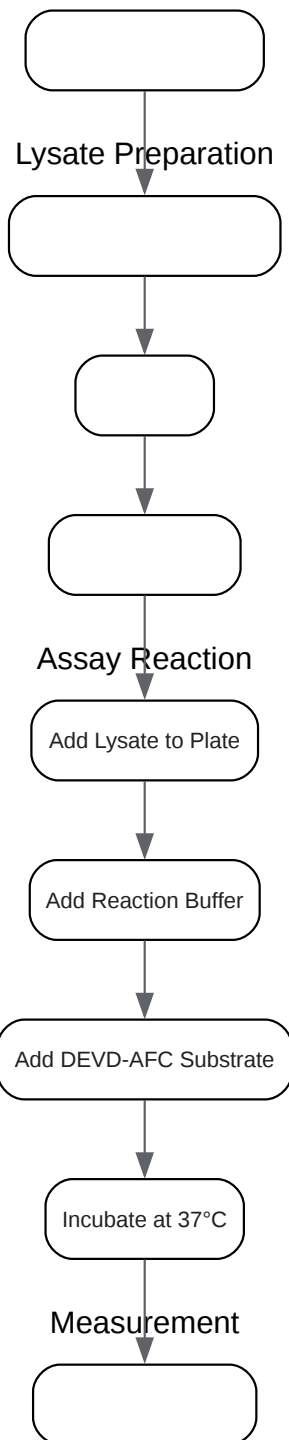 Lysate Preparation
Assay Reaction
Add Lysate to Plate
Add Reaction Buffer
Add DEVD-AFC Substrate
Incubate at 37°C
Measurement